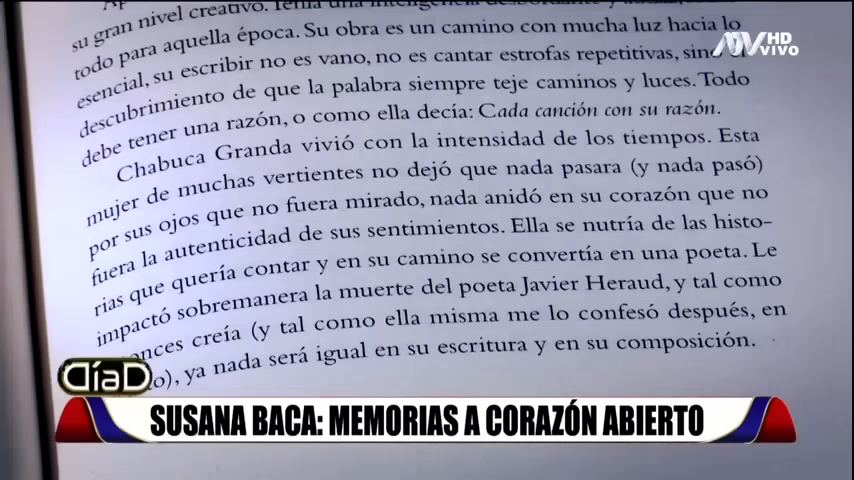 su gran nivel creativo. Tenía una inteligencia desbordante y
todo para aquella época. Su obra es un camino con mucha luz hacia lo
esencial, su escribir no es vano, no es cantar estrofas repetitivas, sino el
descubrimiento de que la palabra siempre teje caminos y luces. Todo
debe tener una razón, o como ella decía: Cada canción con su razón.
Chabuca Granda vivió con la intensidad de los tiempos. Esta
mujer de muchas vertientes no dejó que nada pasara (y nada pasó)
por sus ojos que no fuera mirado, nada anidó en su corazón que no
fuera la autenticidad de sus sentimientos. Ella se nutría de las histo-
rias que quería contar y en su camino se convertía en una poeta. Le
impactó sobremanera la muerte del poeta Javier Heraud, y tal como
onces creía (y tal como ella misma me lo confesó después, en
o), ya nada será igual en su escritura y en su composición.
ATV HD
VIVO
DíaD
SUSANA BACA: MEMORIAS A CORAZÓN ABIERTO